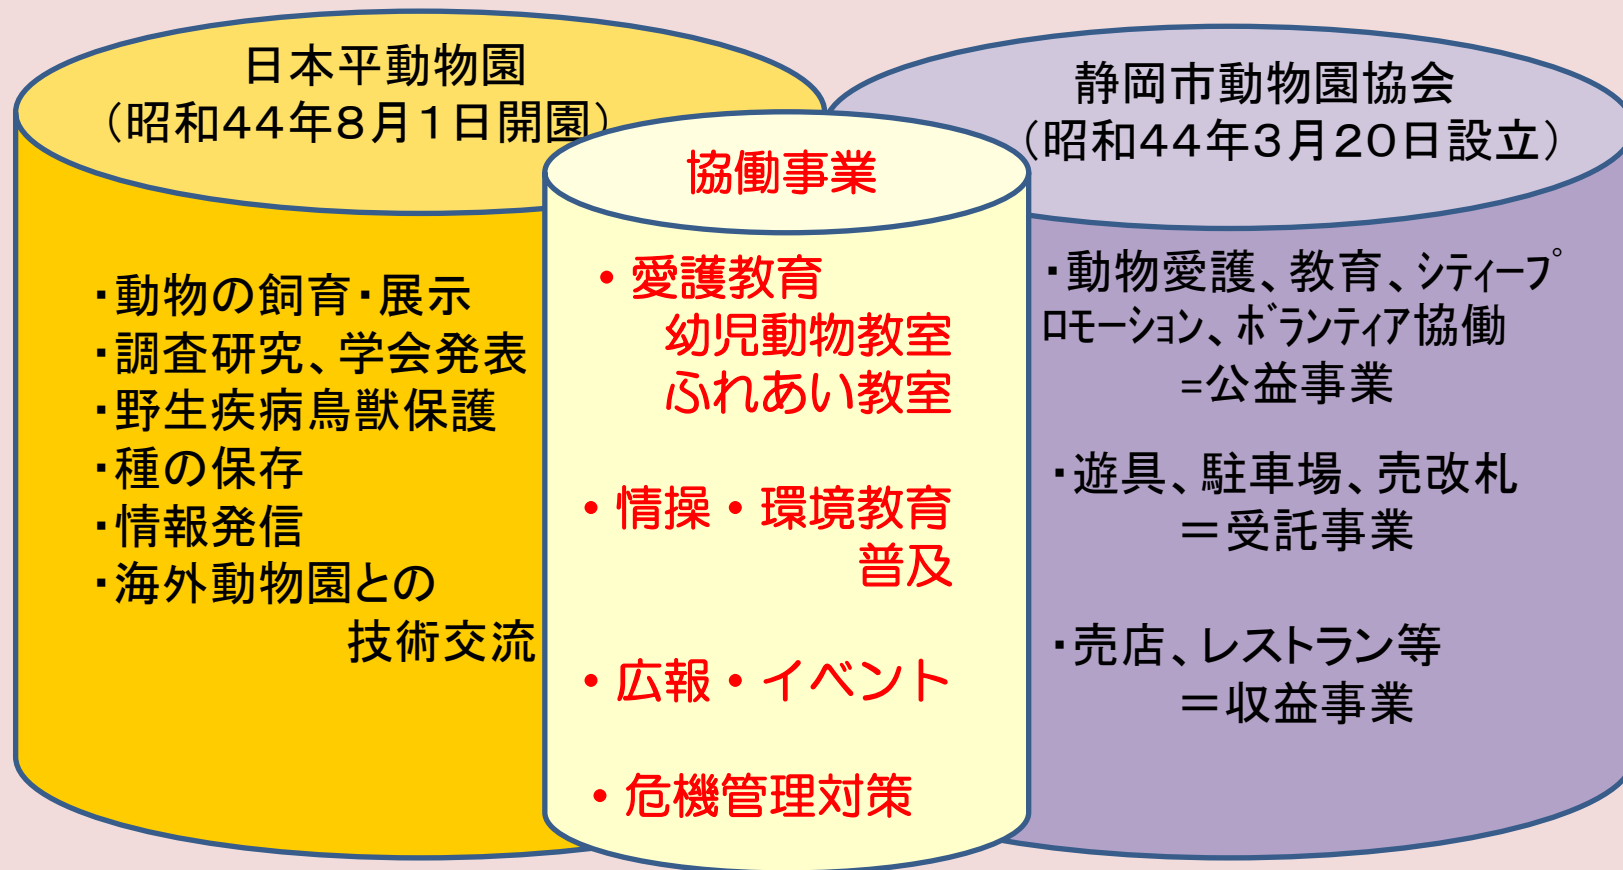 日本平動物園
（昭和４４年８月１日開園）
・動物の飼育・展示
・調査研究、学会発表
・野生疾病鳥獣保護
・種の保存
・情報発信
・海外動物園との
技術交流
協働事業
• 愛護教育
幼児動物教室
ふれあい教室
• 情操・環境教育
普及
• 広報・イベント
• 危機管理対策
静岡市動物園協会
（昭和４４年３月２０日設立）
・動物愛護、教育、ｼティーﾌﾟ
ﾛモーｼｮﾝ、ﾎﾞﾗﾝティア協働
=公益事業
・遊具、駐車場、売改札
＝受託事業
・売店、レストラン等
＝収益事業